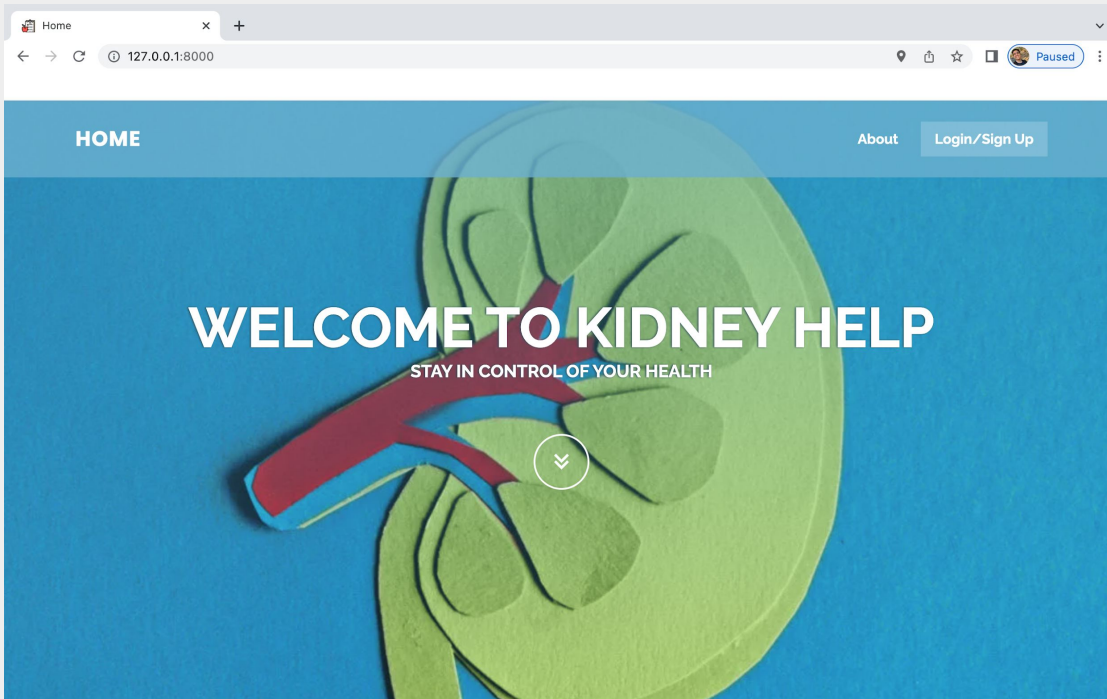 Home
127.0.0.1:8000
Paused
HOME
About
Login/Sign Up
WELCOME TO KIDNEY HELP
STAY IN CONTROL OF YOUR HEALTH